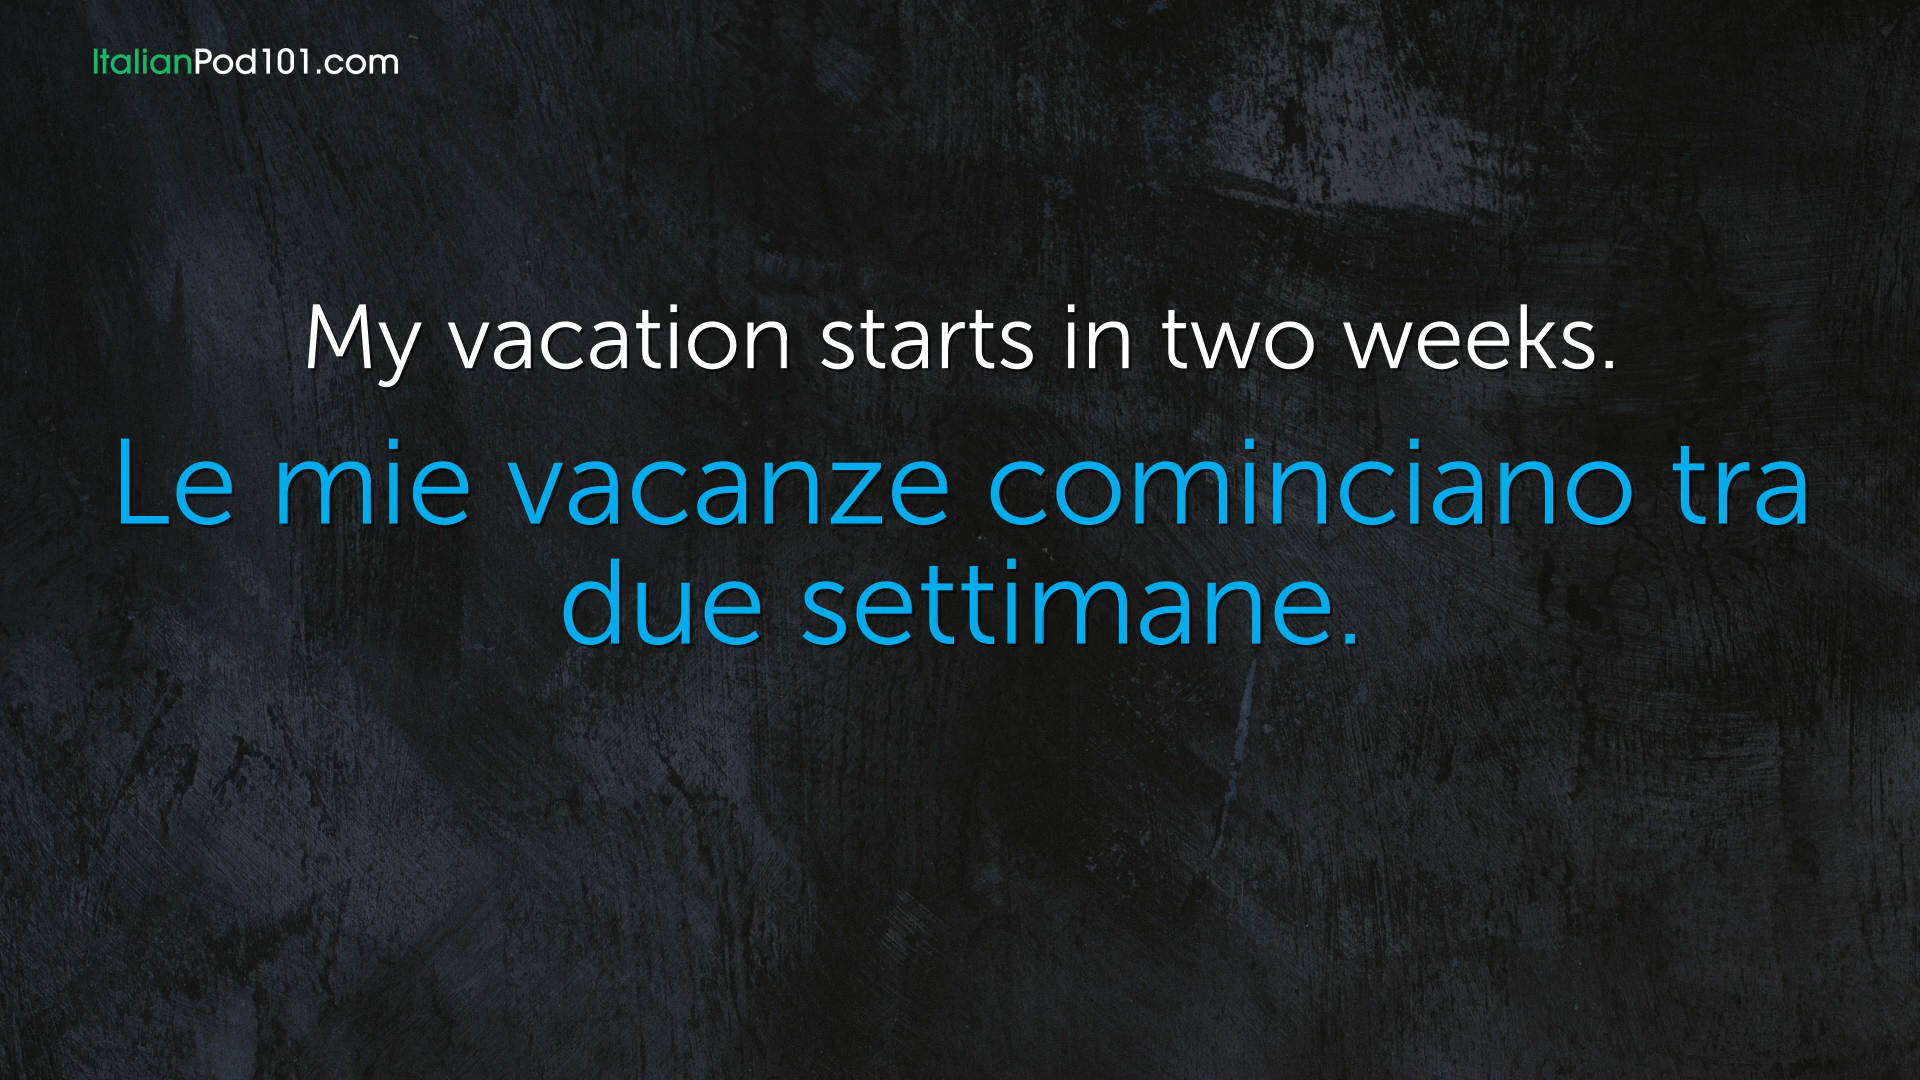 ItalianPod101.com
My vacation starts in two weeks.
Le mie vacanze cominciano tra
due settimane.